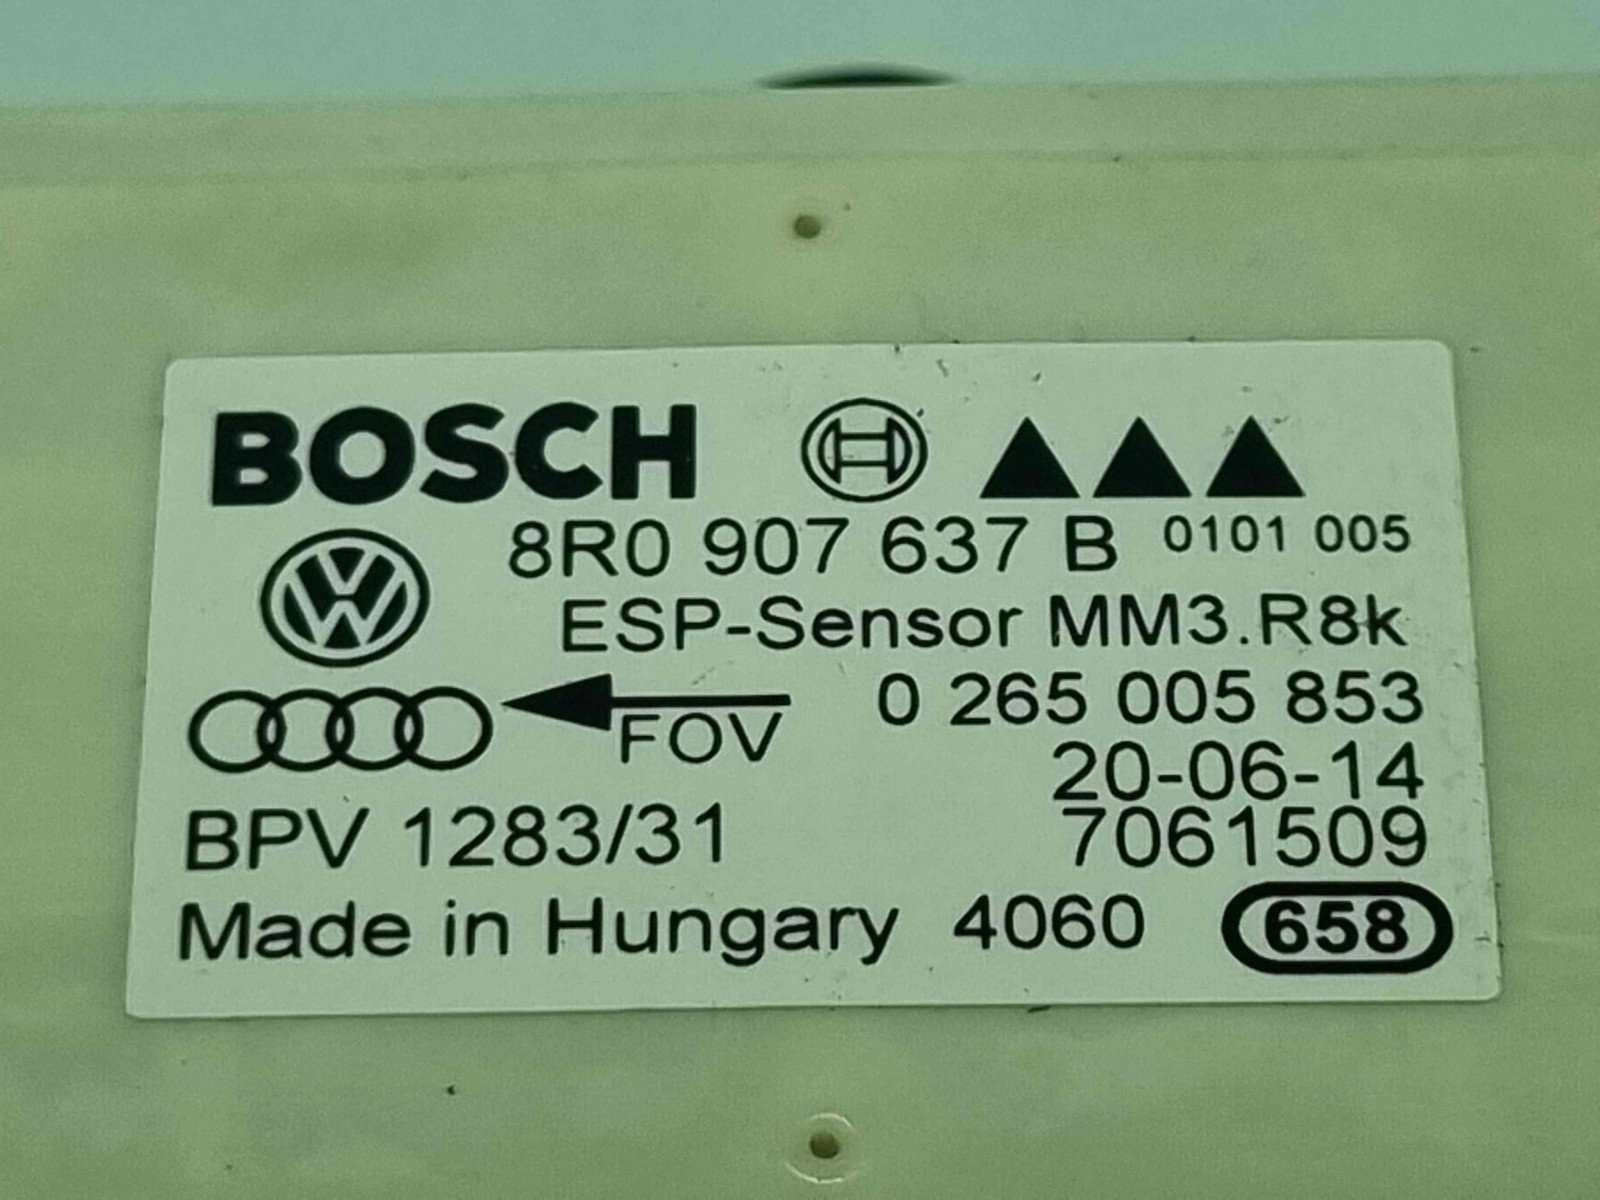 BOSCH
8R0 907 637 B 0101 005
ESP-Sensor MM3.R8k
FOV 0 265 005 853
20-06-14
BPV 1283/31 7061509
Made in Hungary 4060 658